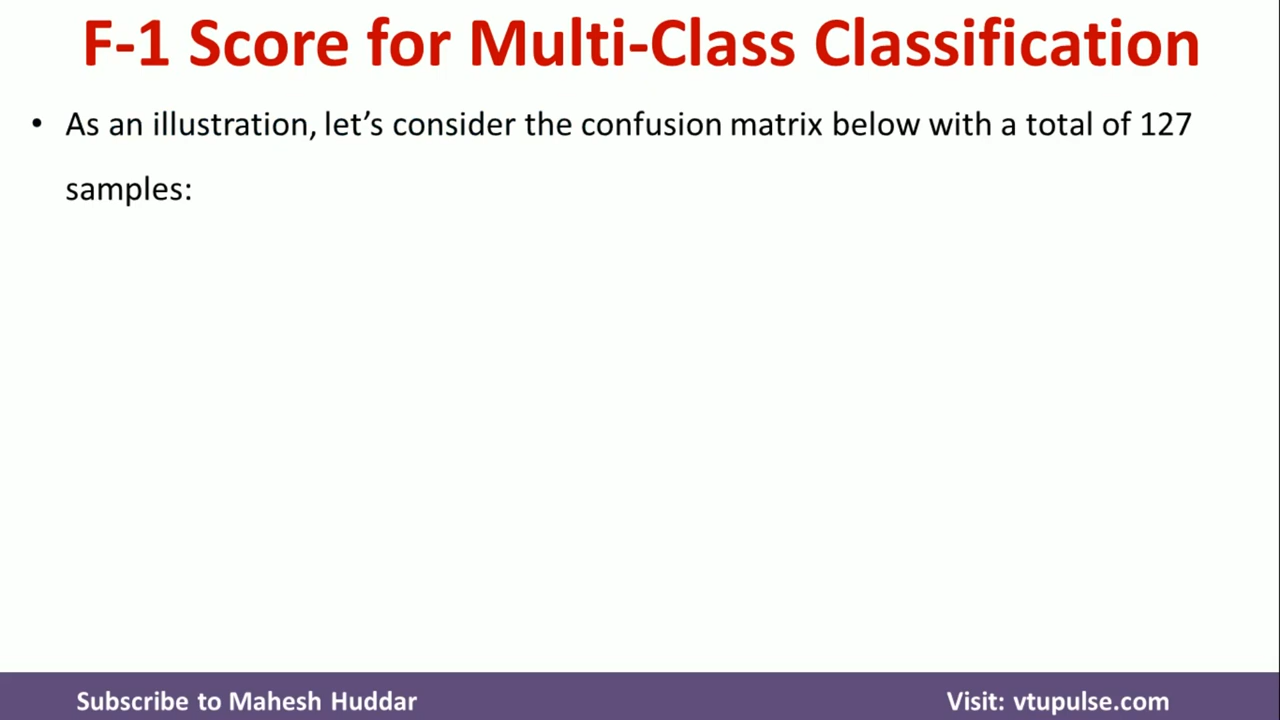 F-1 Score for Multi-Class Classification
• As an illustration, let’s consider the confusion matrix below with a total of 127
samples:
Subscribe to Mahesh Huddar
Visit: vtupulse.com